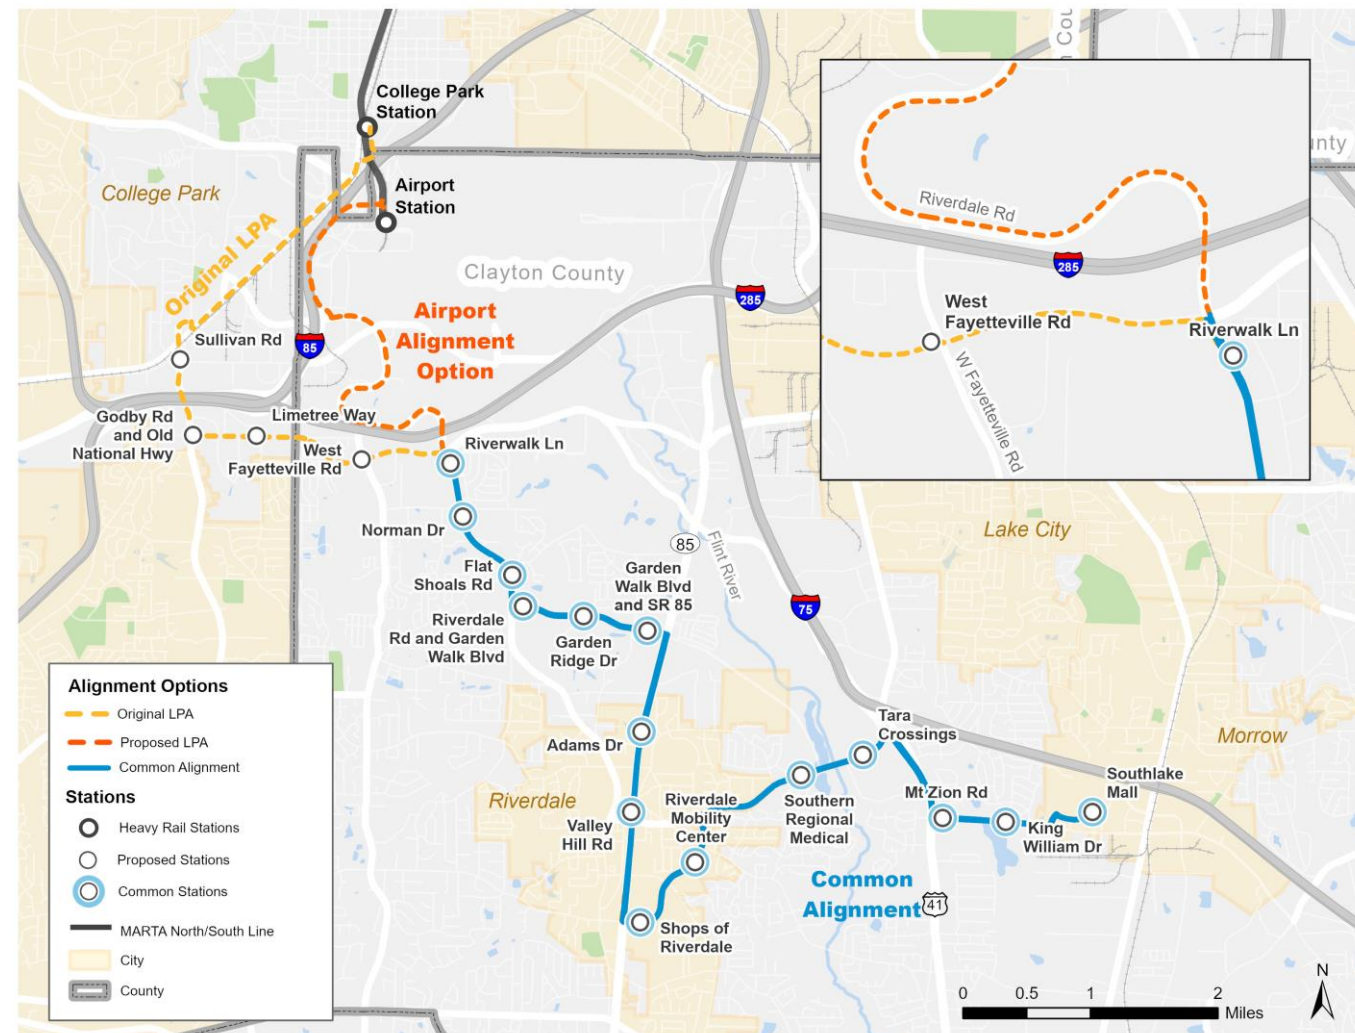 College Park
Station
Airport
Station
College Park
Original LPA
Clayton County
Sullivan Rd
85
285
Airport
Alignment
Option
Godby Rd
and Old
National Hwy
Limetree Way
West
Fayetteville Rd
Riverwalk Ln
Norman Dr
Flat
Shoals Rd
Riverdale
Rd and Garden
Walk Blvd
Garden
Ridge Dr
Garden
Walk Blvd
and SR 85
85
Flint River
75
Lake City
Adams Dr
Riverdale
Valley
Hill Rd
Riverdale
Mobility
Center
Shops of
Riverdale
Southern
Regional
Medical
Tara
Crossings
Mt Zion Rd
King
William Dr
Southlake
Mall
Morrow
Common
Alignment
41
Riverdale Rd
285
West
Fayetteville Rd
W Fayetteville Rd
Riverwalk Ln
n Cou
unty
Alignment Options
Original LPA
Proposed LPA
Common Alignment
Stations
Heavy Rail Stations
Proposed Stations
Common Stations
MARTA North/South Line
City
County
0 0.5 1 2
Miles
N